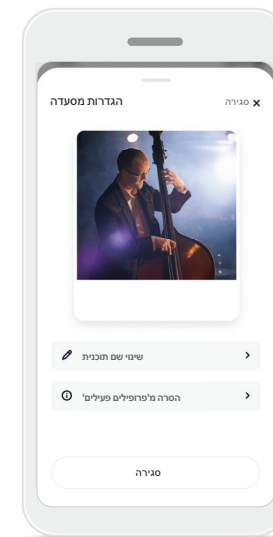 הגדרות מסעדה
סגירה
שינוי שם תוכנית
הסרה מ'פרופילים פעילים'
סגירה